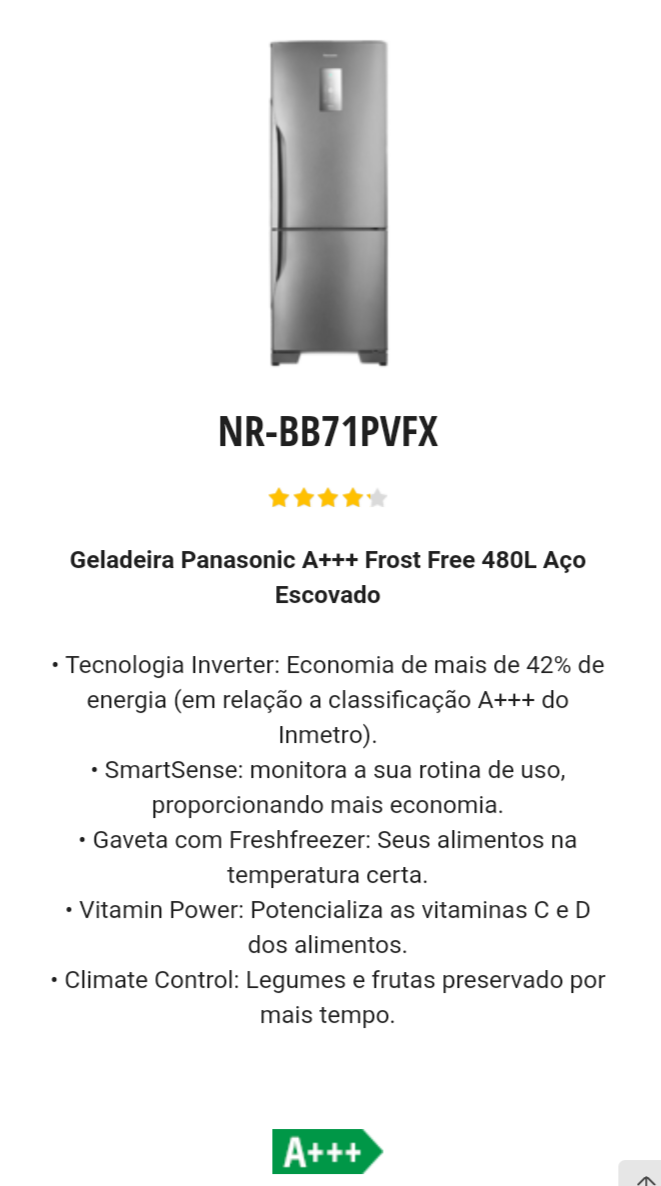 NR-BB71PVFX
Geladeira Panasonic A+++ Frost Free 480L Aço
Escovado
• Tecnologia Inverter: Economia de mais de 42% de
energia (em relação a classificação A+++ do
Inmetro).
• SmartSense: monitora a sua rotina de uso,
proporcionando mais economia.
• Gaveta com Freshfreezer: Seus alimentos na
temperatura certa.
• Vitamin Power: Potencializa as vitaminas C e D
dos alimentos.
• Climate Control: Legumes e frutas preservado por
mais tempo.
A+++